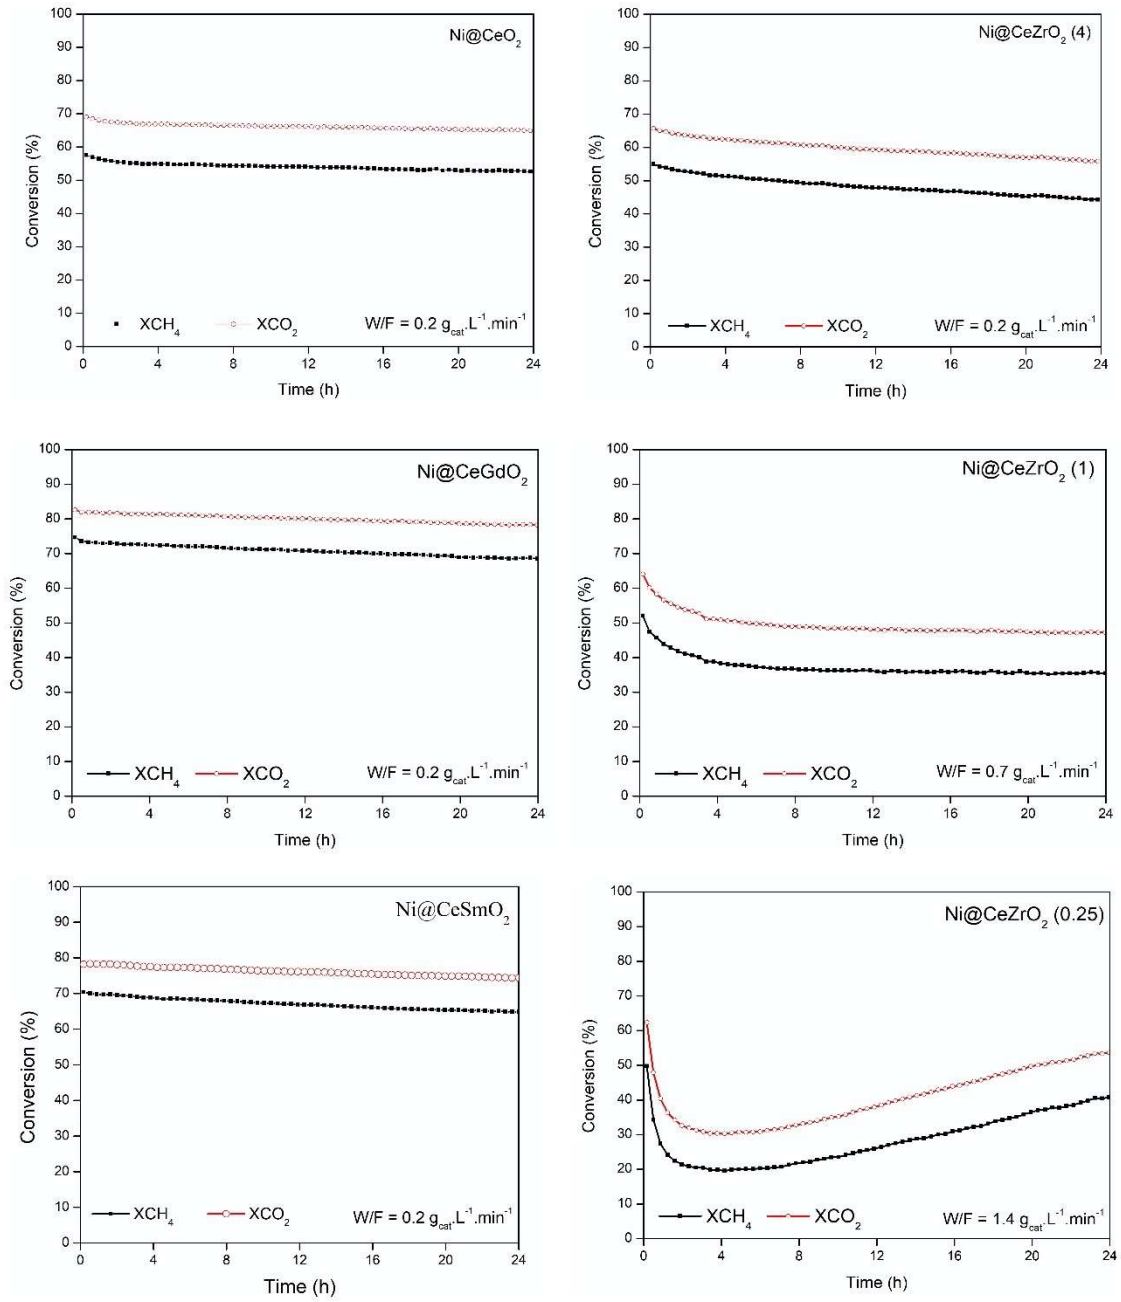 Ni@CeO2
Conversion (%)
100
90
80
70
60
50
40
30
20
10
0
XCH4 XCO2 W/F = 0.2 gcat.L-1.min-1
0 4 8 12 16 20 24
Time (h)
Ni@CeZrO2 (4)
Conversion (%)
100
90
80
70
60
50
40
30
20
10
0
XCH4 XCO2 W/F = 0.2 gcat.L-1.min-1
0 4 8 12 16 20 24
Time (h)
Ni@CeGdO2
Conversion (%)
100
90
80
70
60
50
40
30
20
10
0
XCH4 XCO2 W/F = 0.2 gcat.L-1.min-1
0 4 8 12 16 20 24
Time (h)
Ni@CeZrO2 (1)
Conversion (%)
100
90
80
70
60
50
40
30
20
10
0
XCH4 XCO2 W/F = 0.7 gcat.L-1.min-1
0 4 8 12 16 20 24
Time (h)
Ni@CeSmO2
Conversion (%)
100
90
80
70
60
50
40
30
20
10
0
XCH4 XCO2 W/F = 0.2 gcat.L-1.min-1
0 4 8 12 16 20 24
Time (h)
Ni@CeZrO2 (0.25)
Conversion (%)
100
90
80
70
60
50
40
30
20
10
0
XCH4 XCO2 W/F = 1.4 gcat.L-1.min-1
0 4 8 12 16 20 24
Time (h)